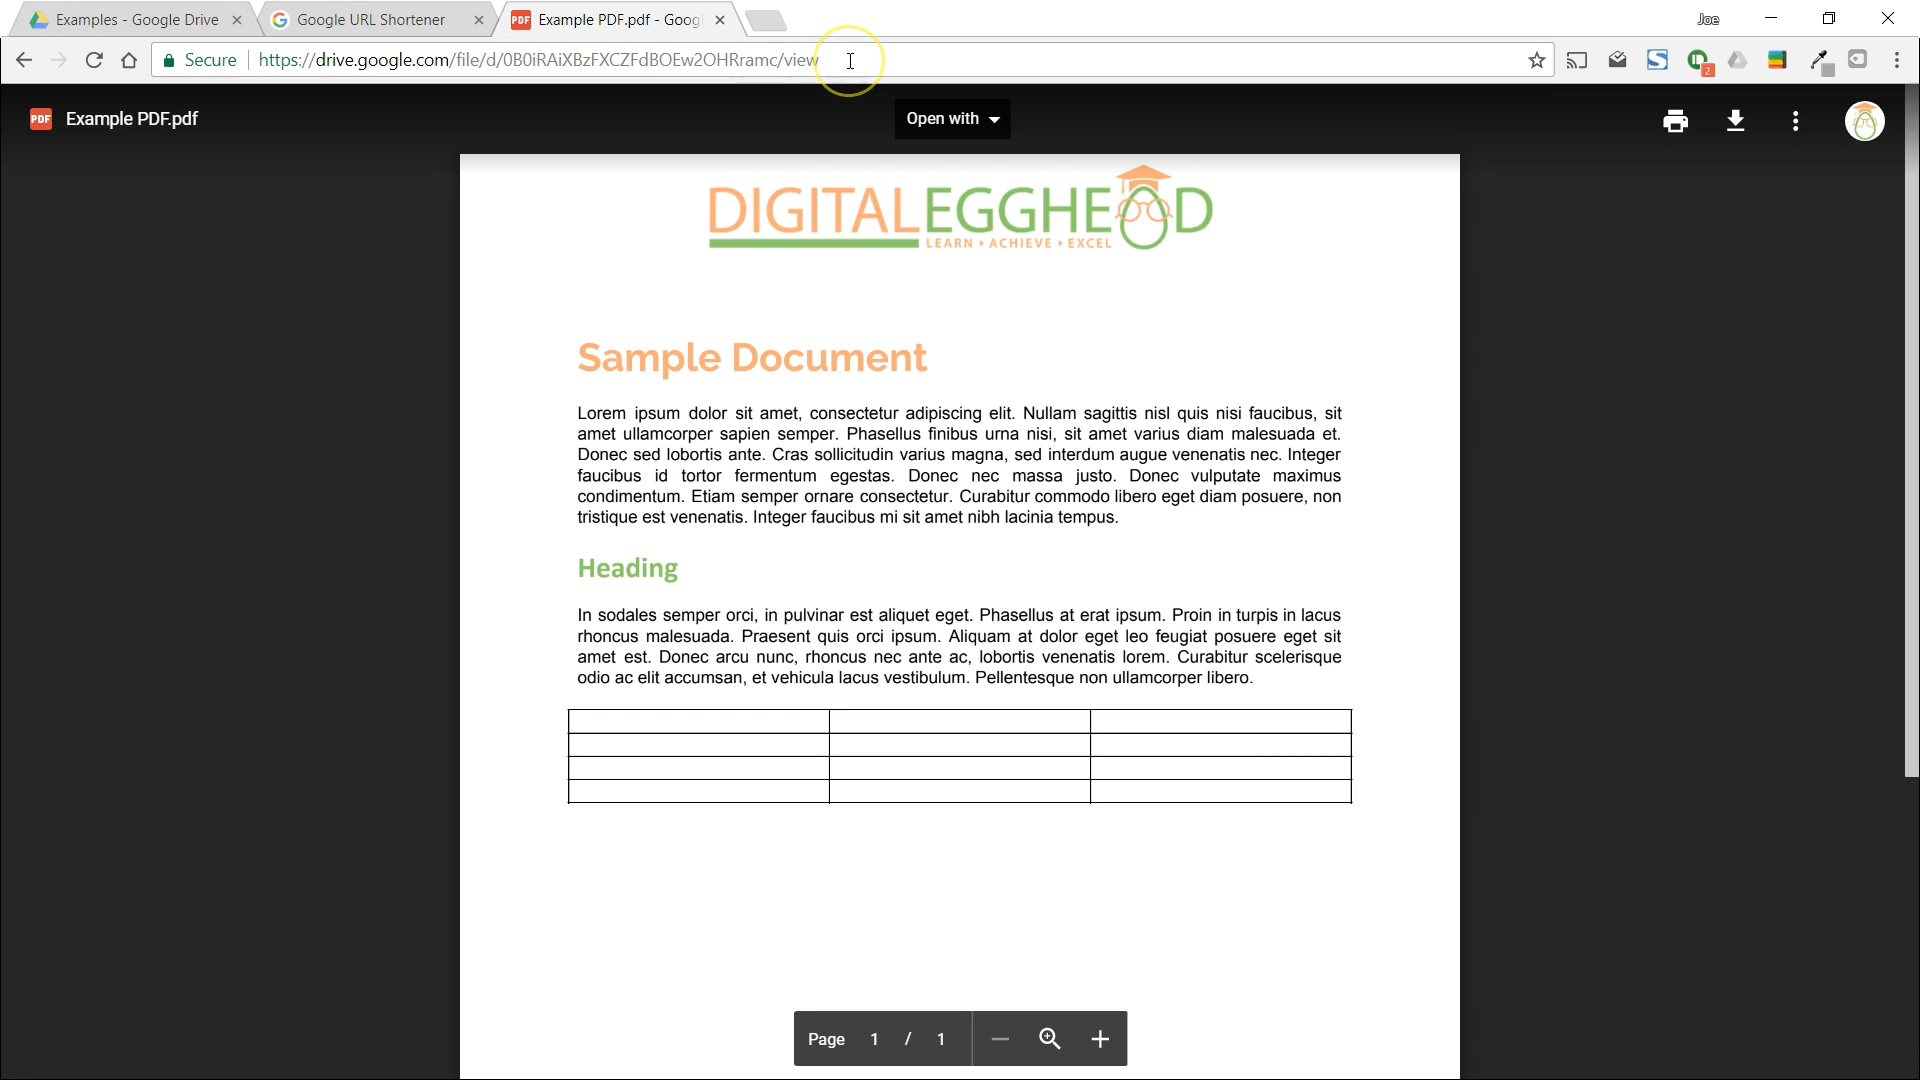 Examples - Google Drive
Google URL Shortener
Example PDF.pdf - Goog
Joe
Secure
https://drive.google.com/file/d/0B0iRAiXBzFXCZFdBOEw2OHRramc/view
2
PDF
Example PDF.pdf
Open with
DIGITALEGGHEAD
LEARN ▸ ACHIEVE ▸ EXCEL
Sample Document
Lorem ipsum dolor sit amet, consectetur adipiscing elit. Nullam sagittis nisl quis nisi faucibus, sit
amet ullamcorper sapien semper. Phasellus finibus urna nisi, sit amet varius diam malesuada et.
Donec sed lobortis ante. Cras sollicitudin varius magna, sed interdum augue venenatis nec. Integer
faucibus id tortor fermentum egestas. Donec nec massa justo. Donec vulputate maximus
condimentum. Etiam semper ornare consectetur. Curabitur commodo libero eget diam posuere, non
tristique est venenatis. Integer faucibus mi sit amet nibh lacinia tempus.
Heading
In sodales semper orci, in pulvinar est aliquet eget. Phasellus at erat ipsum. Proin in turpis in lacus
rhoncus malesuada. Praesent quis orci ipsum. Aliquam at dolor eget leo feugiat posuere eget sit
amet est. Donec arcu nunc, rhoncus nec ante ac, lobortis venenatis lorem. Curabitur scelerisque
odio ac elit accumsan, et vehicula lacus vestibulum. Pellentesque non ullamcorper libero.
Page 1 / 1